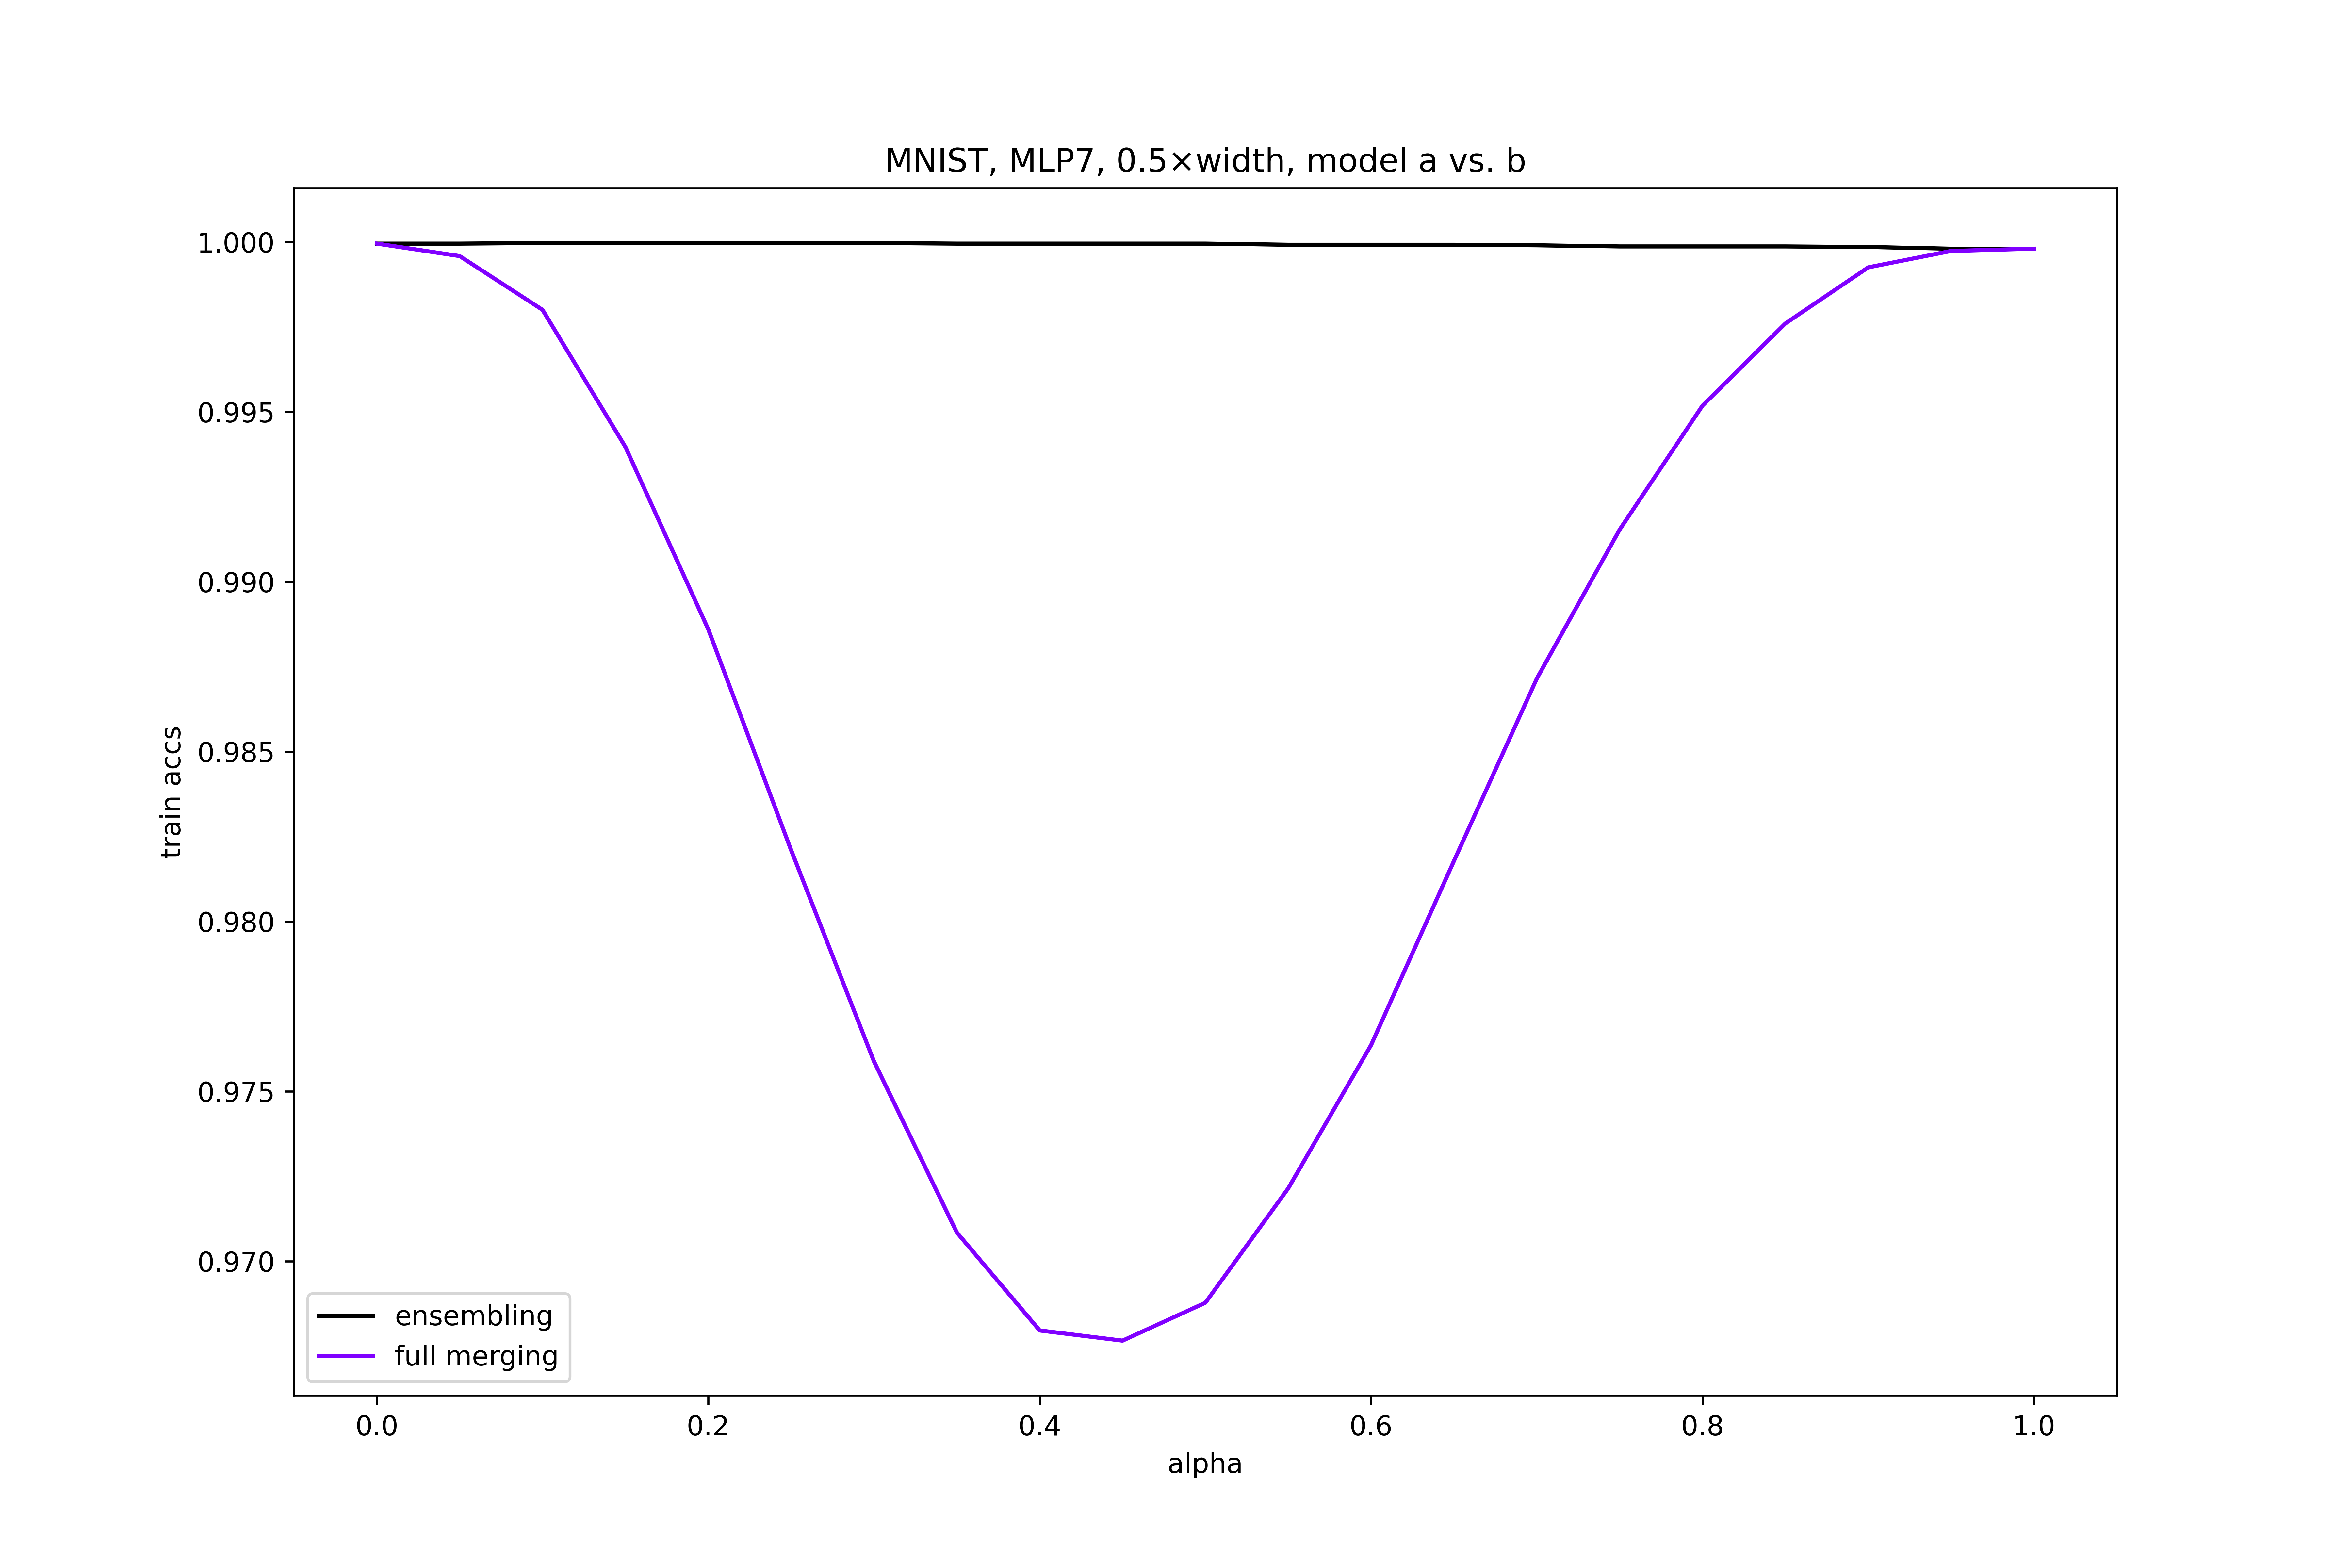 MNIST, MLP7, 0.5×width, model a vs. b
1.000
0.995
0.990
0.985
0.980
0.975
0.970
train accs
ensembling
full merging
0.0 0.2 0.4 0.6 0.8 1.0
alpha